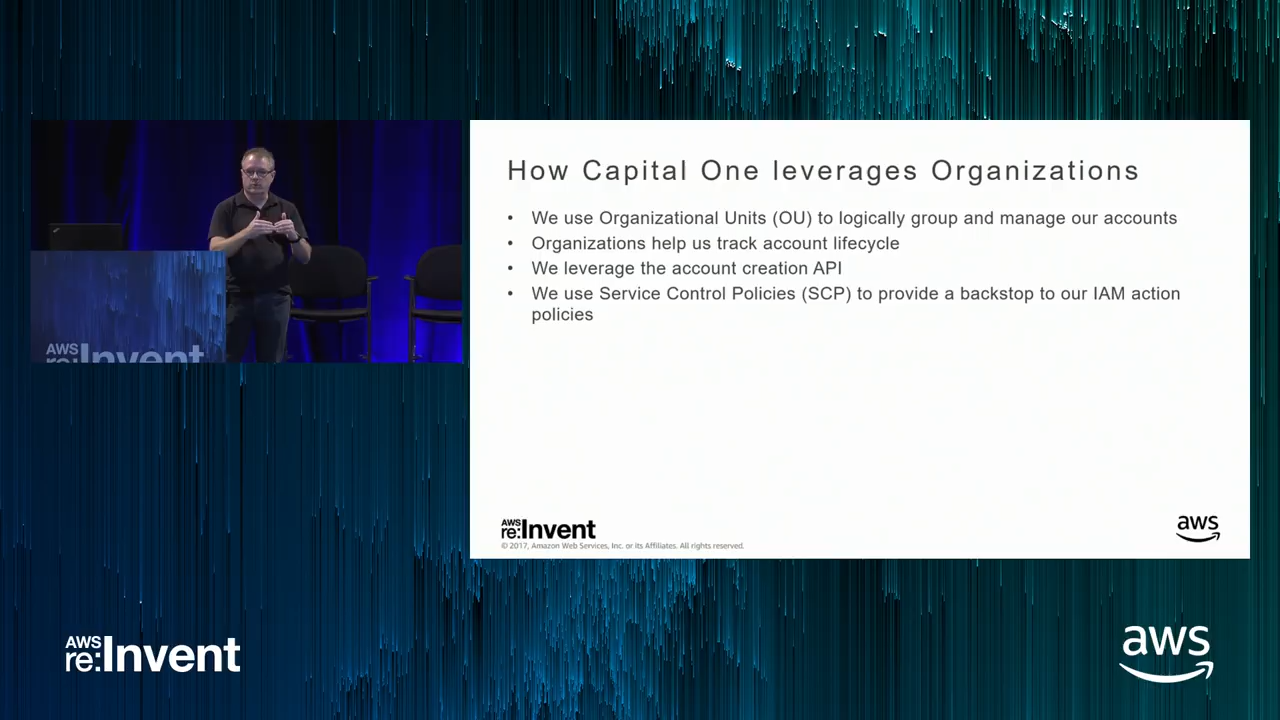 How Capital One leverages Organizations
• We use Organizational Units (OU) to logically group and manage our accounts
• Organizations help us track account lifecycle
• We leverage the account creation API
• We use Service Control Policies (SCP) to provide a backstop to our IAM action
policies
AWS
re:Invent
AWS
re:Invent
© 2017, Amazon Web Services, Inc. or its Affiliates. All rights reserved.
aws
AWS
re:Invent
aws